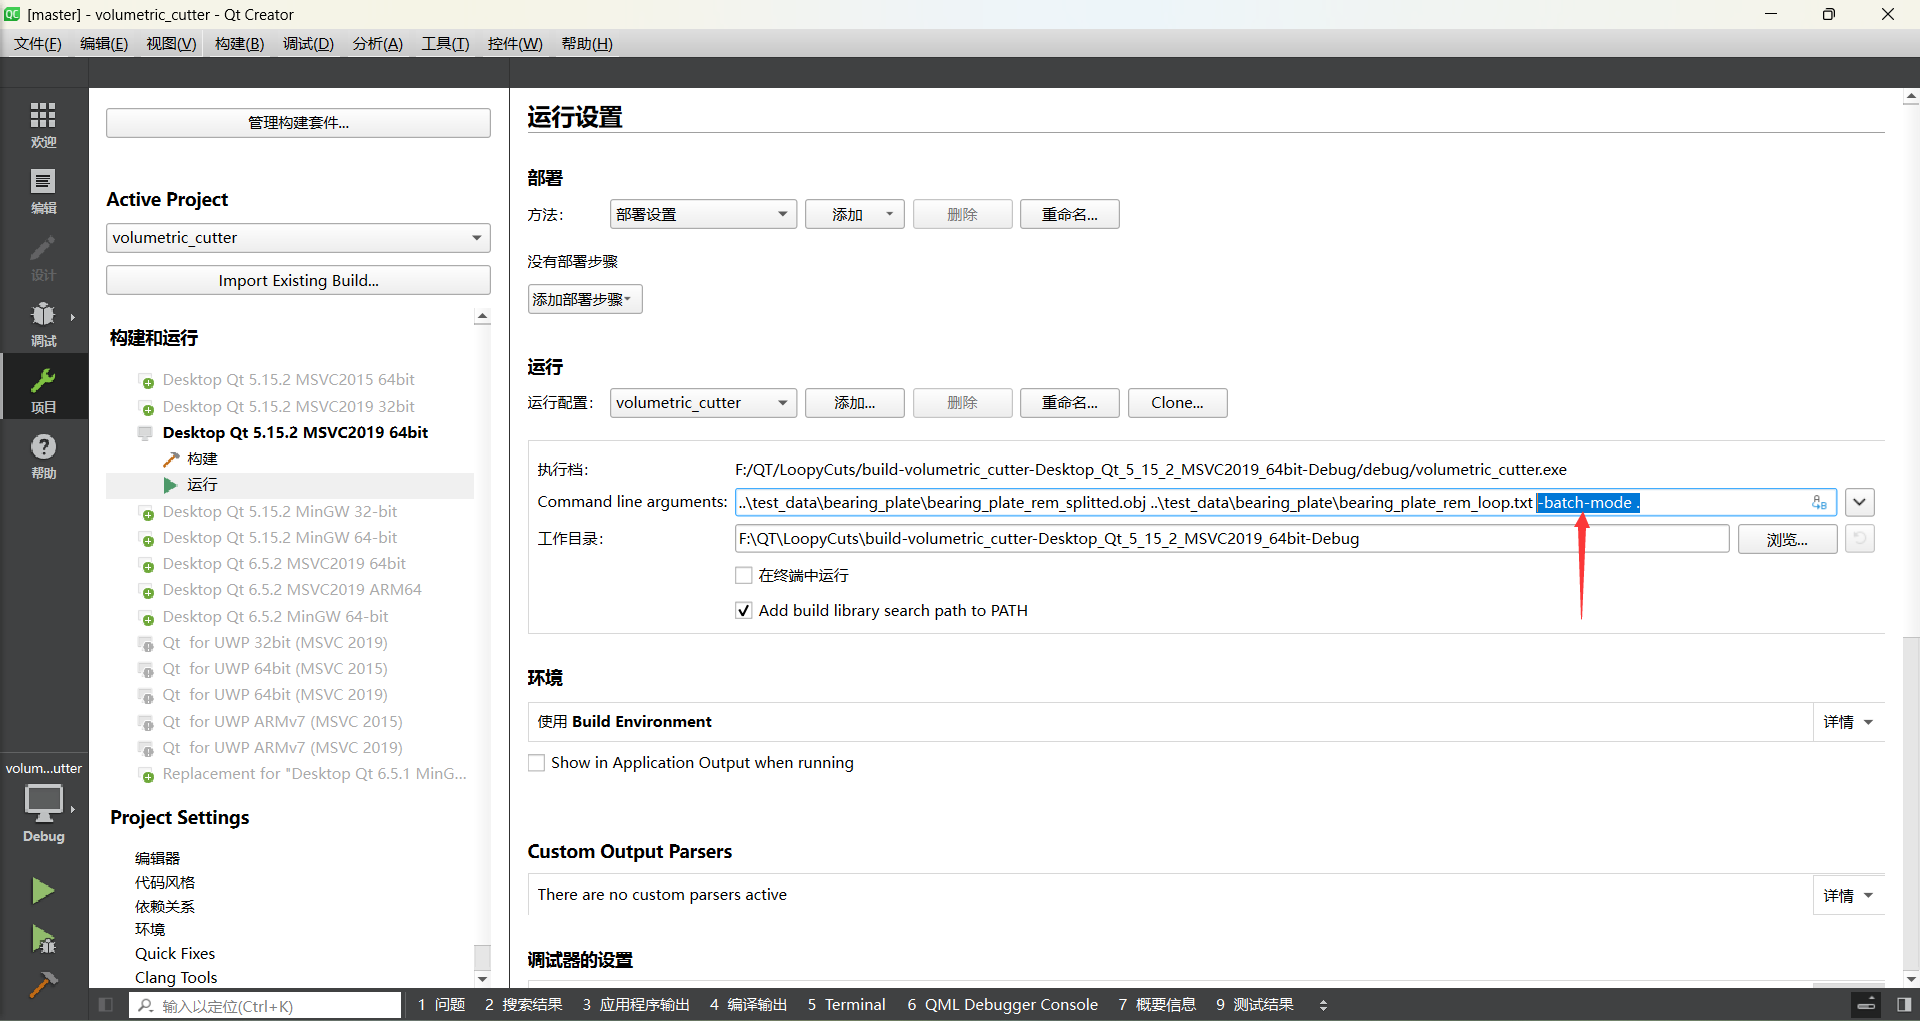 [master] - volumetric_cutter - Qt Creator
文件(F) 编辑(E) 视图(V) 构建(B) 调试(D) 分析(A) 工具(T) 控件(W) 帮助(H)
欢迎
编辑
设计
调试
项目
帮助
volum...utter
Debug
管理构建套件...
Active Project
volumetric_cutter
Import Existing Build...
构建和运行
Desktop Qt 5.15.2 MSVC2015 64bit
Desktop Qt 5.15.2 MSVC2019 32bit
Desktop Qt 5.15.2 MSVC2019 64bit
构建
运行
Desktop Qt 5.15.2 MinGW 32-bit
Desktop Qt 5.15.2 MinGW 64-bit
Desktop Qt 6.5.2 MSVC2019 64bit
Desktop Qt 6.5.2 MSVC2019 ARM64
Desktop Qt 6.5.2 MinGW 64-bit
Qt for UWP 32bit (MSVC 2019)
Qt for UWP 64bit (MSVC 2015)
Qt for UWP 64bit (MSVC 2019)
Qt for UWP ARMv7 (MSVC 2015)
Qt for UWP ARMv7 (MSVC 2019)
Replacement for "Desktop Qt 6.5.1 MinG...
Project Settings
编辑器
代码风格
依赖关系
环境
Quick Fixes
Clang Tools
运行设置
部署
方法: 部署设置 添加 删除 重命名...
没有部署步骤
添加部署步骤
运行
运行配置: volumetric_cutter 添加... 删除 重命名... Clone...
执行档: F:/QT/LoopyCuts/build-volumetric_cutter-Desktop_Qt_5_15_2_MSVC2019_64bit-Debug/debug/volumetric_cutter.exe
Command line arguments: ..\test_data\bearing_plate\bearing_plate_rem_splitted.obj ..\test_data\bearing_plate\bearing_plate_rem_loop.txt -batch-mode .
工作目录: F:\QT\LoopyCuts\build-volumetric_cutter-Desktop_Qt_5_15_2_MSVC2019_64bit-Debug 浏览...
在终端中运行
Add build library search path to PATH
环境
使用 Build Environment 详情
Show in Application Output when running
Custom Output Parsers
There are no custom parsers active 详情
调试器的设置
输入以定位(Ctrl+K) 1 问题 2 搜索结果 3 应用程序输出 4 编译输出 5 Terminal 6 QML Debugger Console 7 概要信息 9 测试结果